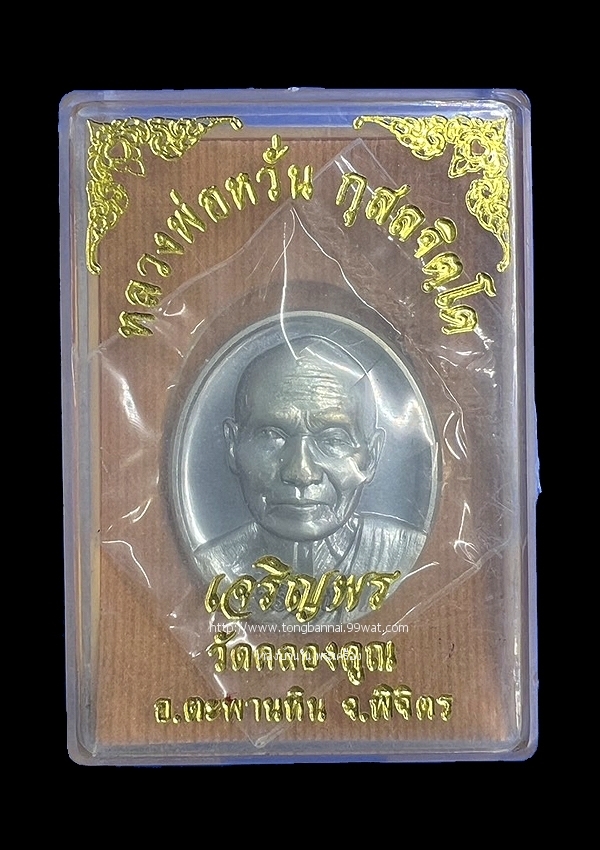 หลวงพ่อหวั่น กุสลจิตโต
เจริญพร
http://www.tongbannai.99wat.com
วัดคลองคูณ
อ.ตะพานหิน จ.พิจิตร